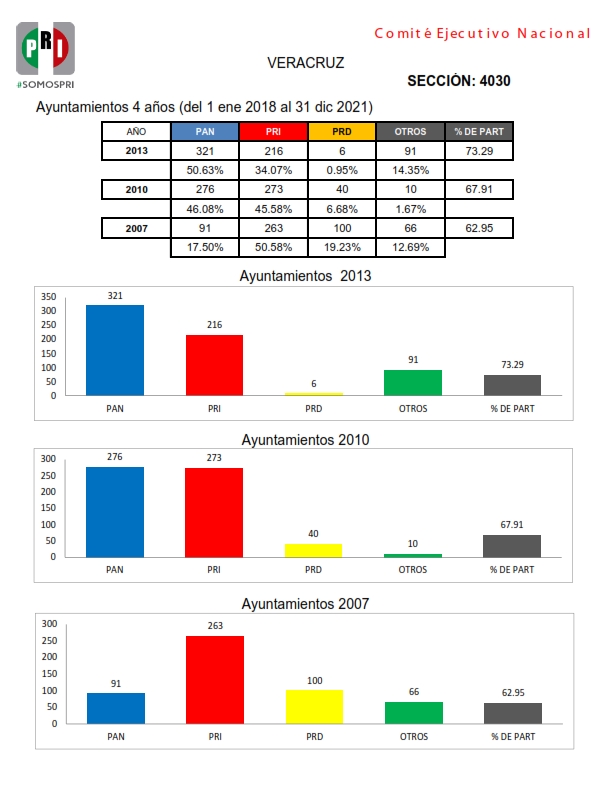 Comité Ejecutivo Nacional
PRI
#SOMOSPRI
VERACRUZ
SECCIÓN: 4030
Ayuntamientos 4 años (del 1 ene 2018 al 31 dic 2021)
AÑO PAN PRI PRD OTROS % DE PART
2013 321 216 6 91 73.29
50.63% 34.07% 0.95% 14.35%
2010 276 273 40 10 67.91
46.08% 45.58% 6.68% 1.67%
2007 91 263 100 66 62.95
17.50% 50.58% 19.23% 12.69%
Ayuntamientos 2013
350
300
250
200
150
100
50
0
321
216
6
91
73.29
PAN PRI PRD OTROS % DE PART
Ayuntamientos 2010
300
250
200
150
100
50
0
276
273
40
10
67.91
PAN PRI PRD OTROS % DE PART
Ayuntamientos 2007
300
250
200
150
100
50
0
91
263
100
66
62.95
PAN PRI PRD OTROS % DE PART